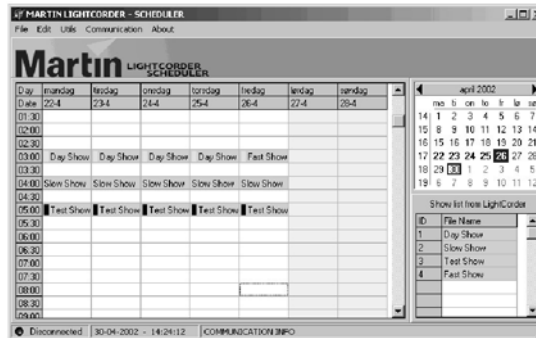 MARTIN LIGHTCORDER - SCHEDULER
File Edit Utils Communication About
Martin LIGHTCORDER
SCHEDULER
Day mandag tirsdag onsdag torsdag fredag lørdag søndag
Date 22-4 23-4 24-4 25-4 26-4 27-4 28-4
01:30
02:00
02:30
03:00 Day Show Day Show Day Show Day Show Fast Show
03:30
04:00 Slow Show Slow Show Slow Show Slow Show Slow Show
04:30
05:00 Test Show Test Show Test Show Test Show Test Show
05:30
06:00
06:30
07:00
07:30
08:00
08:30
09:00
april 2002
ma ti on to fr lø sø
14 1 2 3 4 5 6 7
15 8 9 10 11 12 13 14
16 15 16 17 18 19 20 21
17 22 23 24 25 26 27 28
18 29 30 1 2 3 4 5
19 6 7 8 9 10 11 12
Show list from LightCorder
ID File Name
1 Day Show
2 Slow Show
3 Test Show
4 Fast Show
Disconnected 30-04-2002 - 14:24:12 COMMUNICATION INFO